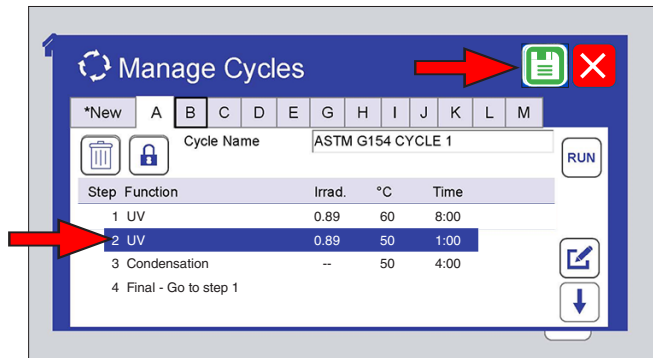 Manage Cycles
*New A B C D E G H I J K L M
Cycle Name ASTM G154 CYCLE 1
RUN
Step Function Irrad. °C Time
1 UV 0.89 60 8:00
2 UV 0.89 50 1:00
3 Condensation -- 50 4:00
4 Final - Go to step 1